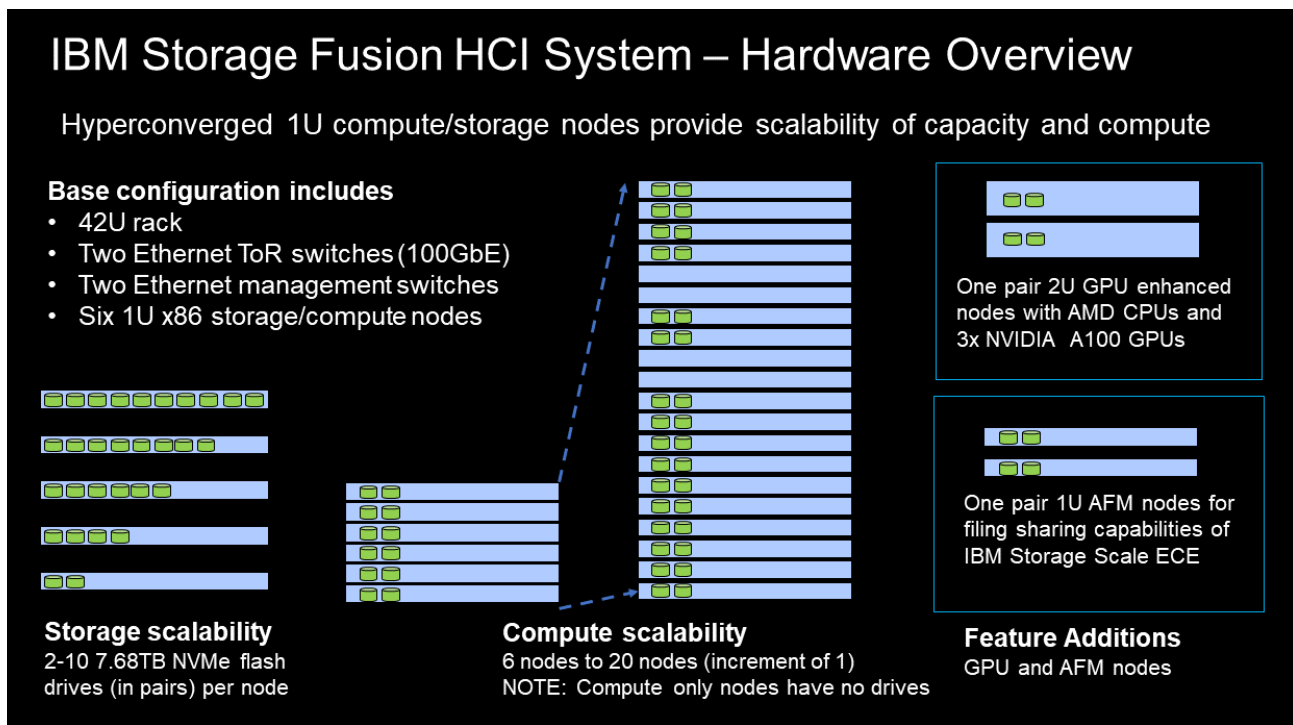 IBM Storage Fusion HCI System – Hardware Overview
Hyperconverged 1U compute/storage nodes provide scalability of capacity and compute
Base configuration includes
• 42U rack
• Two Ethernet ToR switches (100GbE)
• Two Ethernet management switches
• Six 1U x86 storage/compute nodes
Storage scalability
2-10 7.68TB NVMe flash
drives (in pairs) per node
Compute scalability
6 nodes to 20 nodes (increment of 1)
NOTE: Compute only nodes have no drives
One pair 2U GPU enhanced
nodes with AMD CPUs and
3x NVIDIA A100 GPUs
One pair 1U AFM nodes for
filing sharing capabilities of
IBM Storage Scale ECE
Feature Additions
GPU and AFM nodes